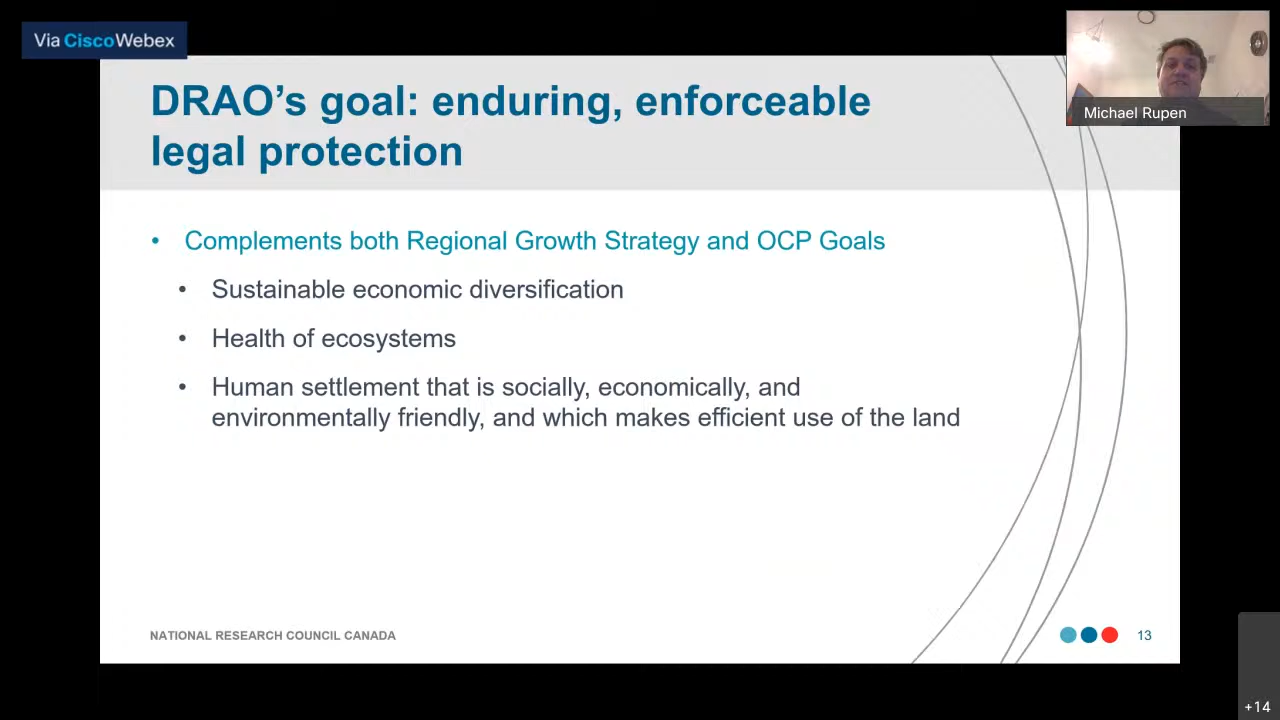 Via CiscoWebex
Michael Rupen
DRAO’s goal: enduring, enforceable
legal protection
• Complements both Regional Growth Strategy and OCP Goals
• Sustainable economic diversification
• Health of ecosystems
• Human settlement that is socially, economically, and
environmentally friendly, and which makes efficient use of the land
NATIONAL RESEARCH COUNCIL CANADA
13
+14